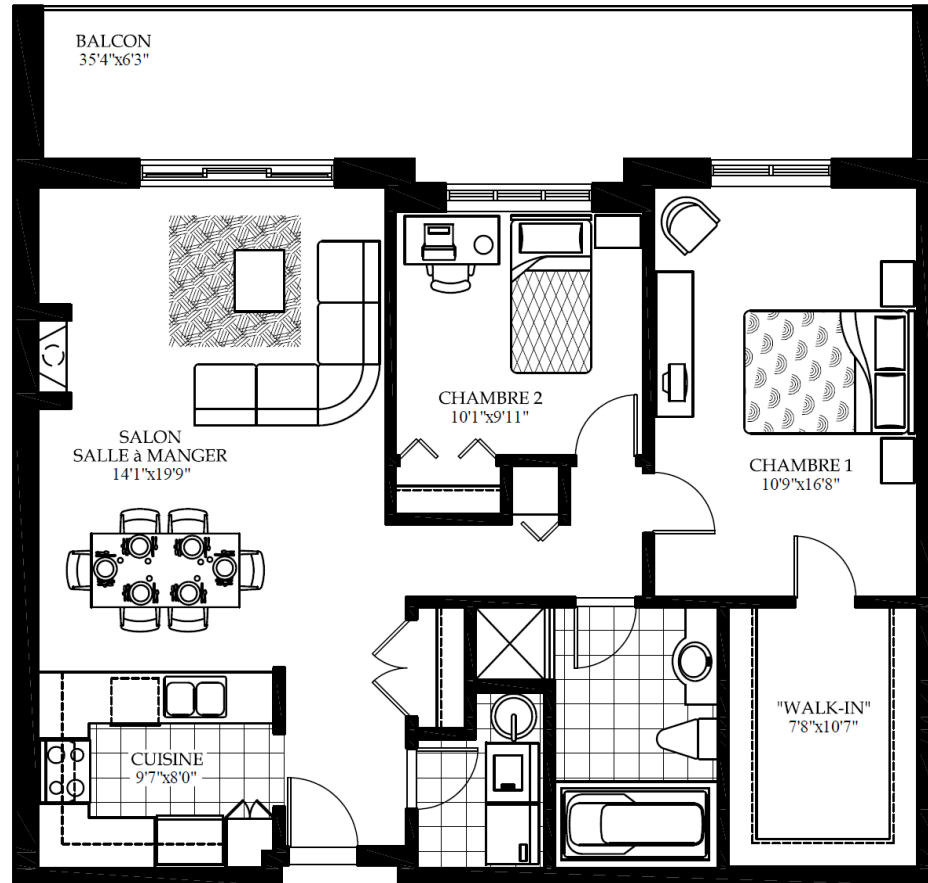 BALCON
35'4"x6'3"
CHAMBRE 2
10'1"x9'11"
SALON
SALLE à MANGER
14'1"x19'9"
CHAMBRE 1
10'9"x16'8"
"WALK-IN"
7'8"x10'7"
CUISINE
9'7"x8'0"